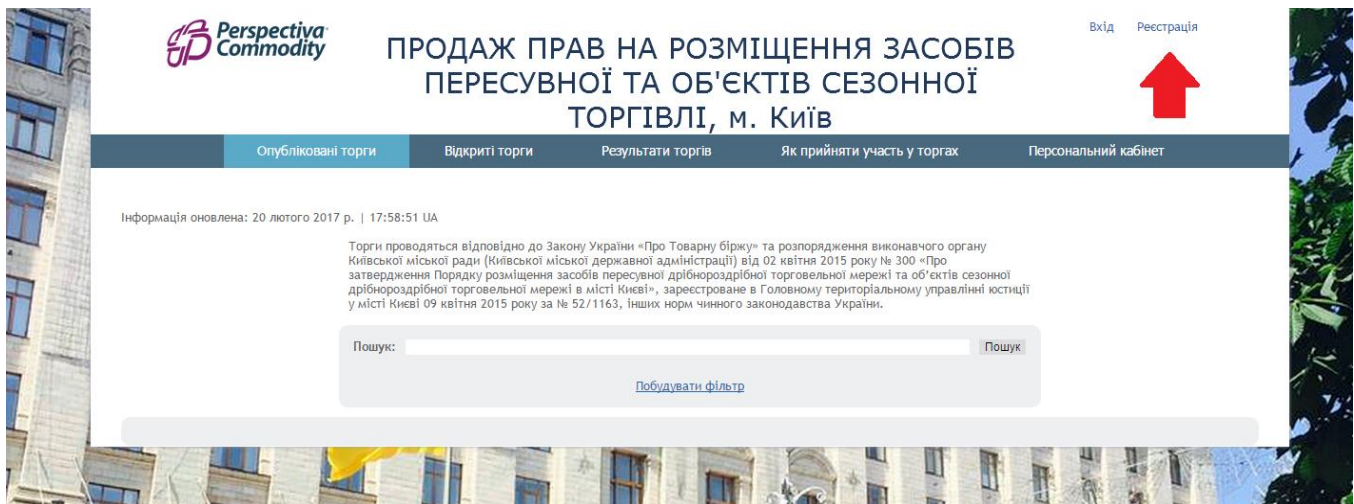 Perspectiva
Commodity
Вхід Реєстрація
ПРОДАЖ ПРАВ НА РОЗМІЩЕННЯ ЗАСОБІВ
ПЕРЕСУВНОЇ ТА ОБ'ЄКТІВ СЕЗОННОЇ
ТОРГІВЛІ, м. Київ
Опубліковані торги Відкриті торги Результати торгів Як прийняти участь у торгах Персональний кабінет
Інформація оновлена: 20 лютого 2017 р. | 17:58:51 UA
Торги проводяться відповідно до Закону України «Про Товарну біржу» та розпорядження виконавчого органу
Київської міської ради (Київської міської державної адміністрації) від 02 квітня 2015 року № 300 «Про
затвердження Порядку розміщення засобів пересувної дрібнороздрібної торговельної мережі та об’єктів сезонної
дрібнороздрібної торговельної мережі в місті Києві», зареєстроване в Головному територіальному управлінні юстиції
у місті Києві 09 квітня 2015 року за № 52/1163, інших норм чинного законодавства України.
Пошук: Пошук
Побудувати фільтр